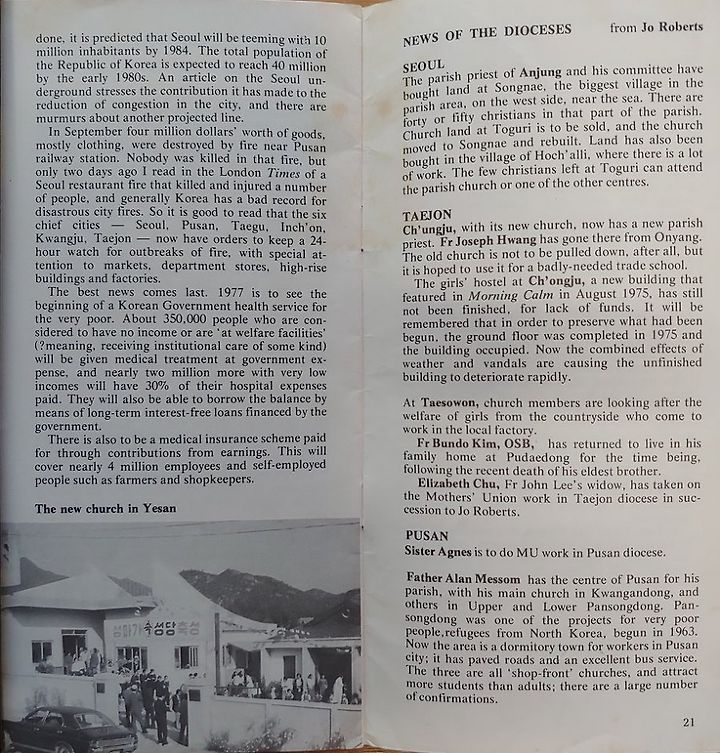 done, it is predicted that Seoul will be teeming with 10
million inhabitants by 1984. The total population of
the Republic of Korea is expected to reach 40 million
by the early 1980s. An article on the Seoul un-
derground stresses the contribution it has made to the
reduction of congestion in the city, and there are
murmurs about another projected line.
In September four million dollars' worth of goods,
mostly clothing, were destroyed by fire near Pusan
railway station. Nobody was killed in that fire, but
only two days ago I read in the London Times of a
Seoul restaurant fire that killed and injured a number
of people, and generally Korea has a bad record for
disastrous city fires. So it is good to read that the six
chief cities — Seoul, Pusan, Taegu, Inch'on,
Kwangju, Taejon — now have orders to keep a 24-
hour watch for outbreaks of fire, with special at-
tention to markets, department stores, high-rise
buildings and factories.
The best news comes last. 1977 is to see the
beginning of a Korean Government health service for
the very poor. About 350,000 people who are con-
sidered to have no income or are 'at welfare facilities'
(?meaning, receiving institutional care of some kind)
will be given medical treatment at government ex-
pense, and nearly two million more with very low
incomes will have 30% of their hospital expenses
paid. They will also be able to borrow the balance by
means of long-term interest-free loans financed by the
government.
There is also to be a medical insurance scheme paid
for through contributions from earnings. This will
cover nearly 4 million employees and self-employed
people such as farmers and shopkeepers.
The new church in Yesan
축성당축성
NEWS OF THE DIOCESES from Jo Roberts
SEOUL
The parish priest of Anjung and his committee have
bought land at Songnae, the biggest village in the
parish area, on the west side, near the sea. There are
forty or fifty christians in that part of the parish.
Church land at Toguri is to be sold, and the church
moved to Songnae and rebuilt. Land has also been
bought in the village of Hoch'alli, where there is a lot
of work. The few christians left at Toguri can attend
the parish church or one of the other centres.
TAEJON
Ch'ungju, with its new church, now has a new parish
priest. Fr Joseph Hwang has gone there from Onyang.
The old church is not to be pulled down, after all, but
it is hoped to use it for a badly-needed trade school.
The girls' hostel at Ch'ongju, a new building that
featured in Morning Calm in August 1975, has still
not been finished, for lack of funds. It will be
remembered that in order to preserve what had been
begun, the ground floor was completed in 1975 and
the building occupied. Now the combined effects of
weather and vandals are causing the unfinished
building to deteriorate rapidly.
At Taesowon, church members are looking after the
welfare of girls from the countryside who come to
work in the local factory.
Fr Bundo Kim, OSB, has returned to live in his
family home at Pudaedong for the time being,
following the recent death of his eldest brother.
Elizabeth Chu, Fr John Lee's widow, has taken on
the Mothers' Union work in Taejon diocese in suc-
cession to Jo Roberts.
PUSAN
Sister Agnes is to do MU work in Pusan diocese.
Father Alan Messom has the centre of Pusan for his
parish, with his main church in Kwangandong, and
others in Upper and Lower Pansongdong. Pan-
songdong was one of the projects for very poor
people,refugees from North Korea, begun in 1963.
Now the area is a dormitory town for workers in Pusan
city; it has paved roads and an excellent bus service.
The three are all 'shop-front' churches, and attract
more students than adults; there are a large number
of confirmations.
21